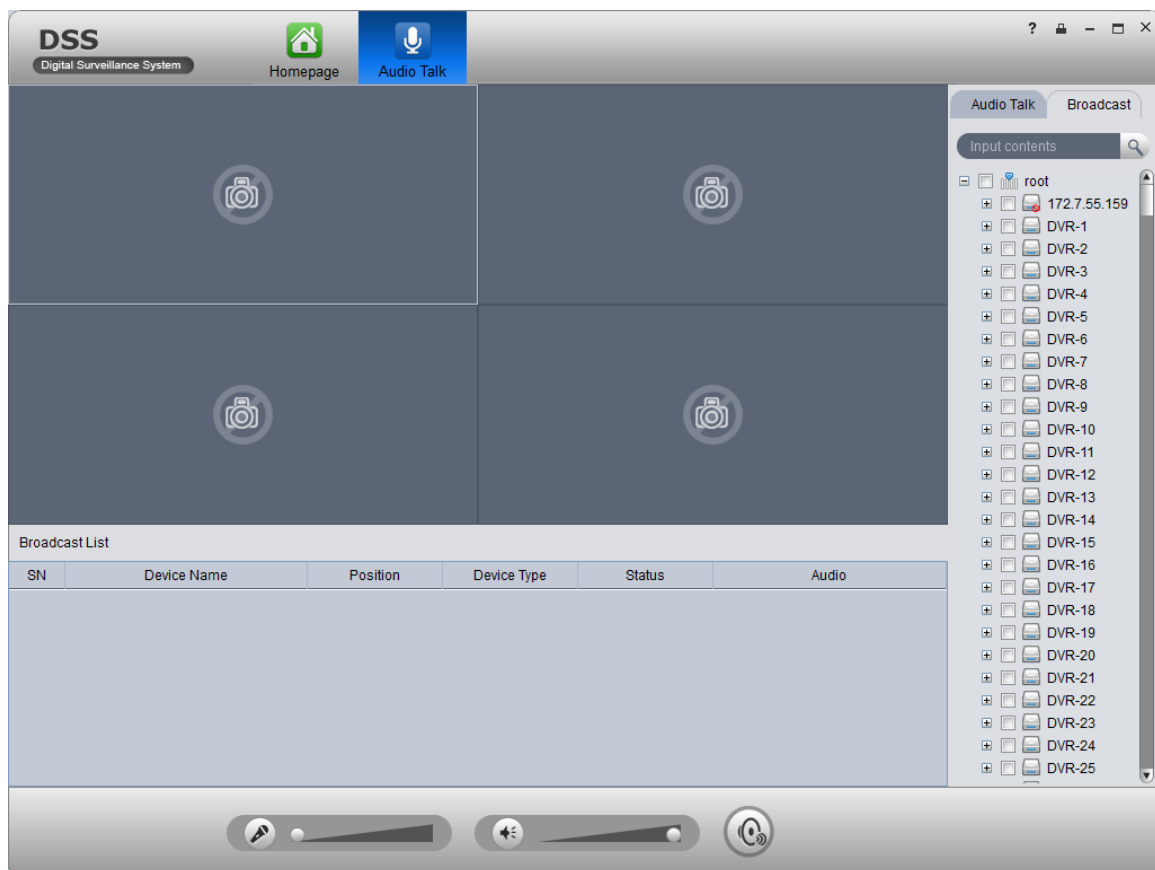 DSS
Digital Surveillance System
Homepage
Audio Talk
?
Audio Talk Broadcast
Input contents
root
172.7.55.159
DVR-1
DVR-2
DVR-3
DVR-4
DVR-5
DVR-6
DVR-7
DVR-8
DVR-9
DVR-10
DVR-11
DVR-12
DVR-13
DVR-14
DVR-15
DVR-16
DVR-17
DVR-18
DVR-19
DVR-20
DVR-21
DVR-22
DVR-23
DVR-24
DVR-25
Broadcast List
SN Device Name Position Device Type Status Audio